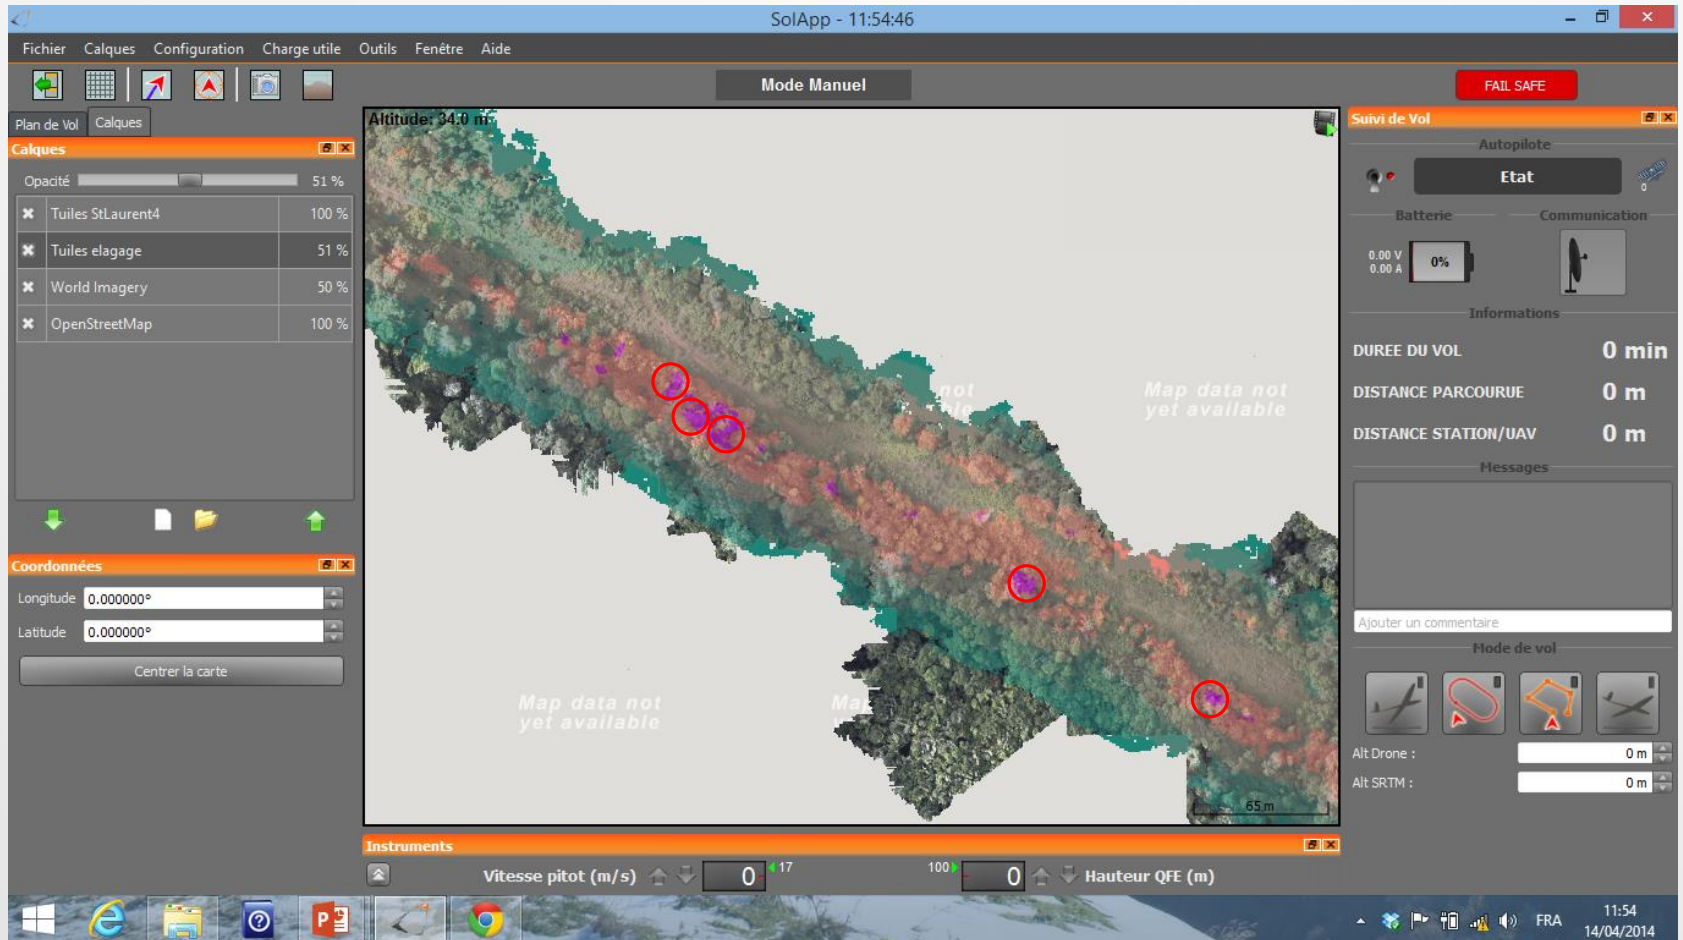 SolApp - 11:54:46
Fichier Calques Configuration Charge utile Outils Fenêtre Aide
Mode Manuel
FAIL SAFE
Plan de Vol Calques
Calques
Opacité 51 %
Tuiles StLaurent4 100 %
Tuiles elagage 51 %
World Imagery 50 %
OpenStreetMap 100 %
Coordonnées
Longitude 0.000000°
Latitude 0.000000°
Centrer la carte
Altitude: 34.0 m
not
Map data not
yet available
Map data not
yet available
Map
65 m
Suivi de Vol
Autopilote
Etat
0
Batterie Communication
0.00 V
0.00 A
0%
Informations
DUREE DU VOL 0 min
DISTANCE PARCOURUE 0 m
DISTANCE STATION/UAV 0 m
Messages
Ajouter un commentaire
Mode de vol
Alt Drone : 0 m
Alt SRTM : 0 m
Instruments
Vitesse pitot (m/s) 0 17 100 0 Hauteur QFE (m)
FRA
11:54
14/04/2014